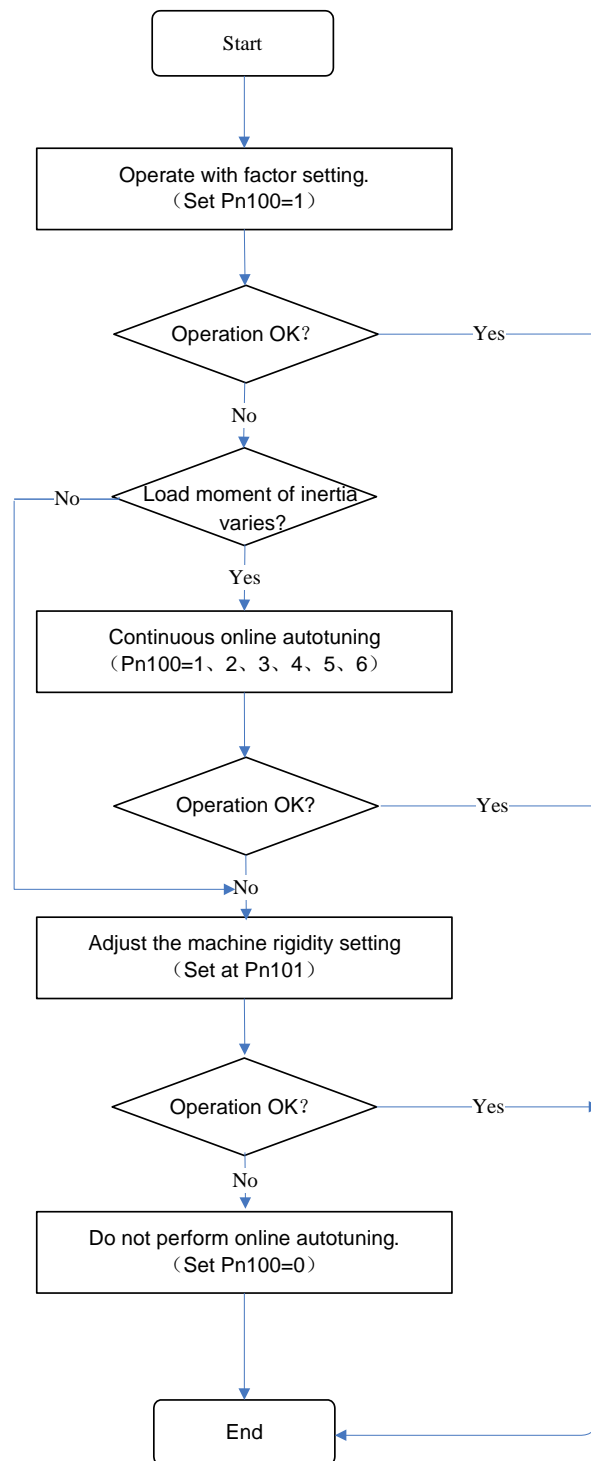 Start
Operate with factor setting.
（Set Pn100=1）
Operation OK？
Yes
No
Load moment of inertia
varies?
No
Yes
Continuous online autotuning
（Pn100=1、2、3、4、5、6）
Operation OK?
Yes
No
Adjust the machine rigidity setting
（Set at Pn101）
Operation OK？
Yes
No
Do not perform online autotuning.
（Set Pn100=0）
End